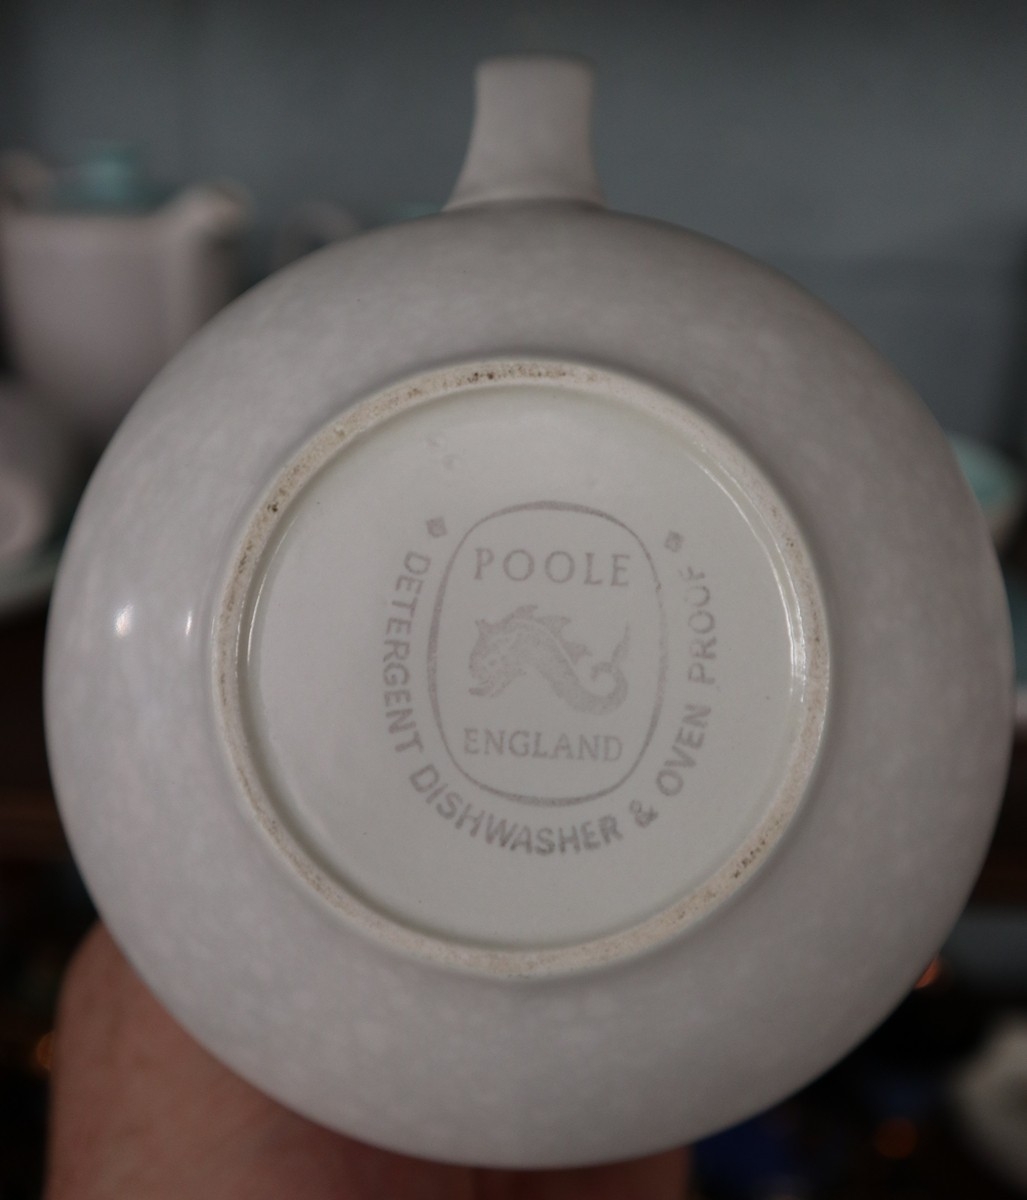 POOLE
ENGLAND
DETERGENT DISHWASHER & OVEN PROOF